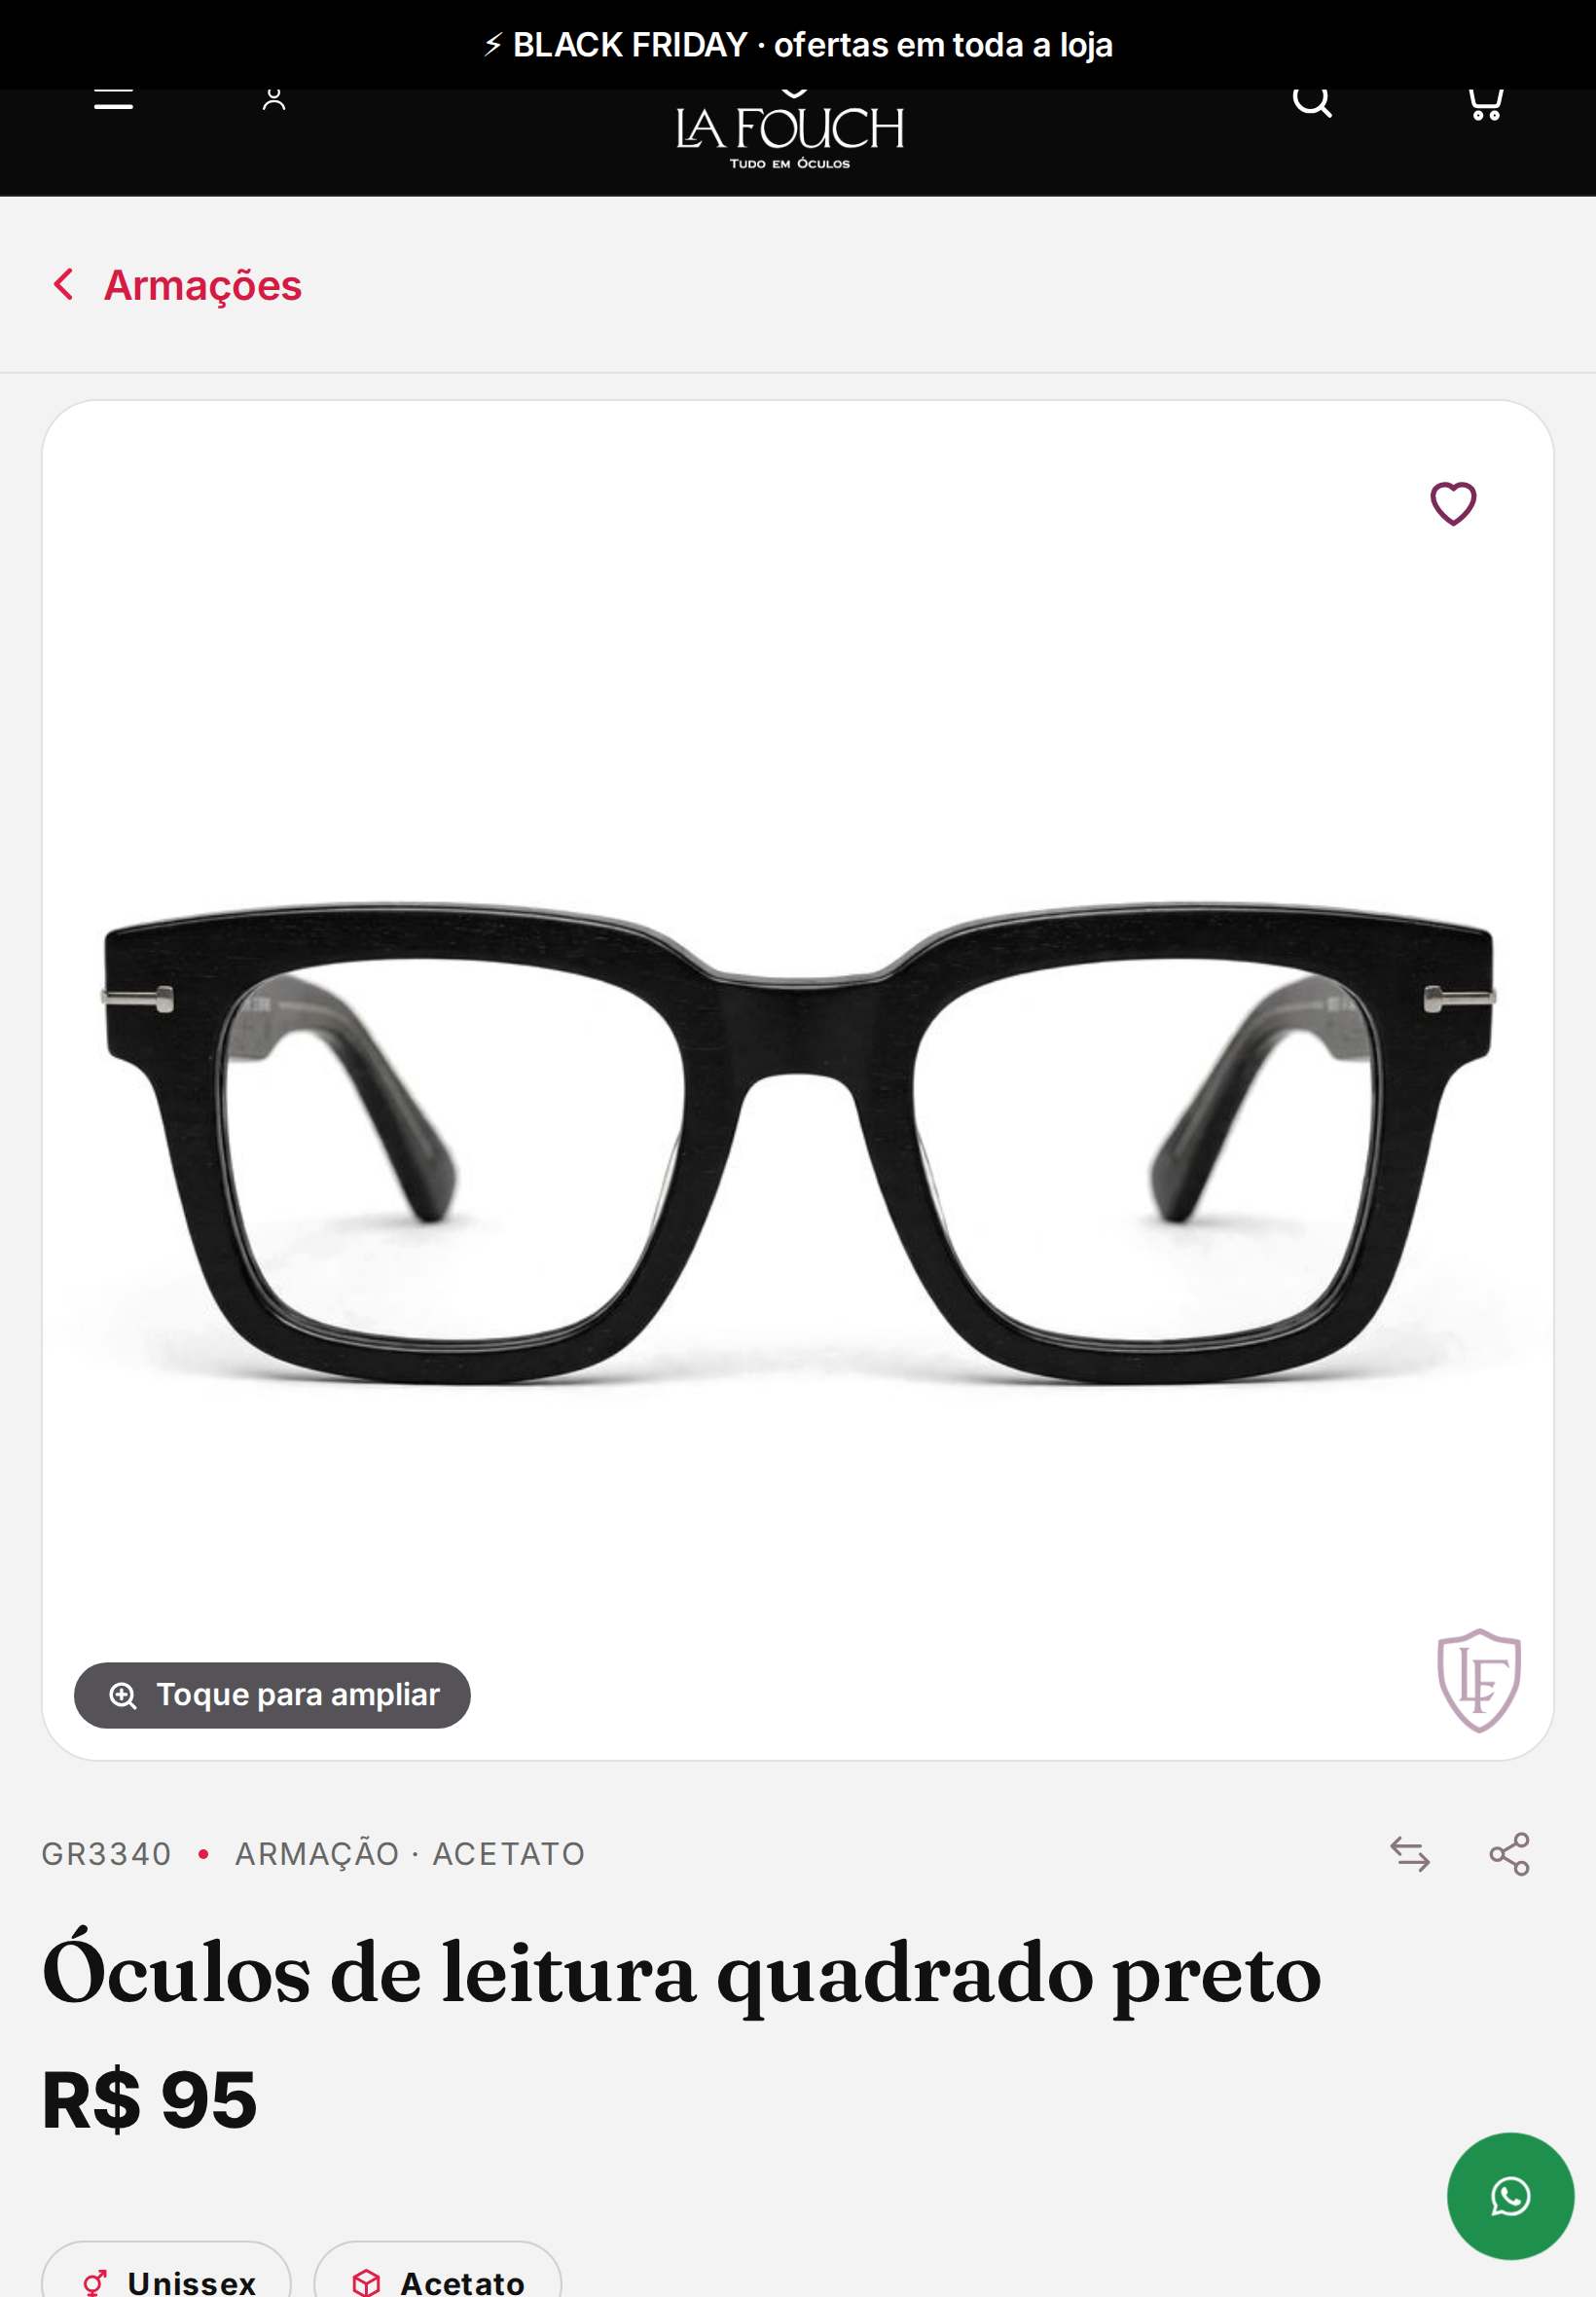 ⚡ BLACK FRIDAY · ofertas em toda a loja
LA FOUCH
TUDO EM ÓCULOS
Armações
Toque para ampliar
LF
GR3340 • ARMAÇÃO · ACETATO
Óculos de leitura quadrado preto
R$ 95
Unissex
Acetato